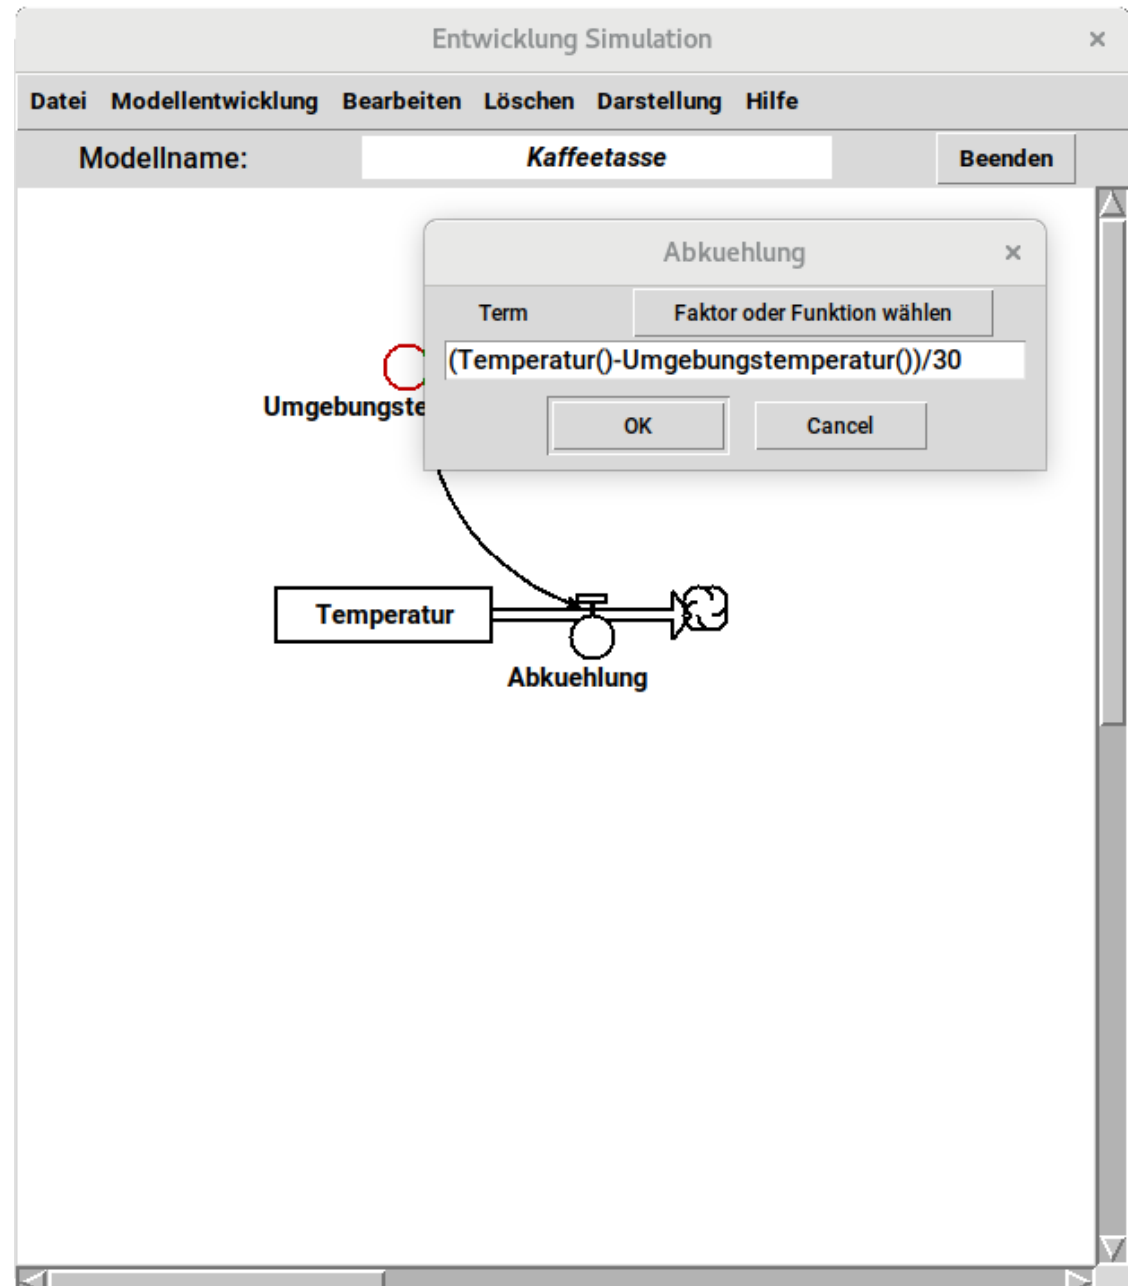 Entwicklung Simulation
Datei Modellentwicklung Bearbeiten Löschen Darstellung Hilfe
Modellname: Kaffeetasse Beenden
Abkuehlung
Term Faktor oder Funktion wählen
(Temperatur()-Umgebungstemperatur())/30
OK Cancel
Umgebungste
Temperatur
Abkuehlung